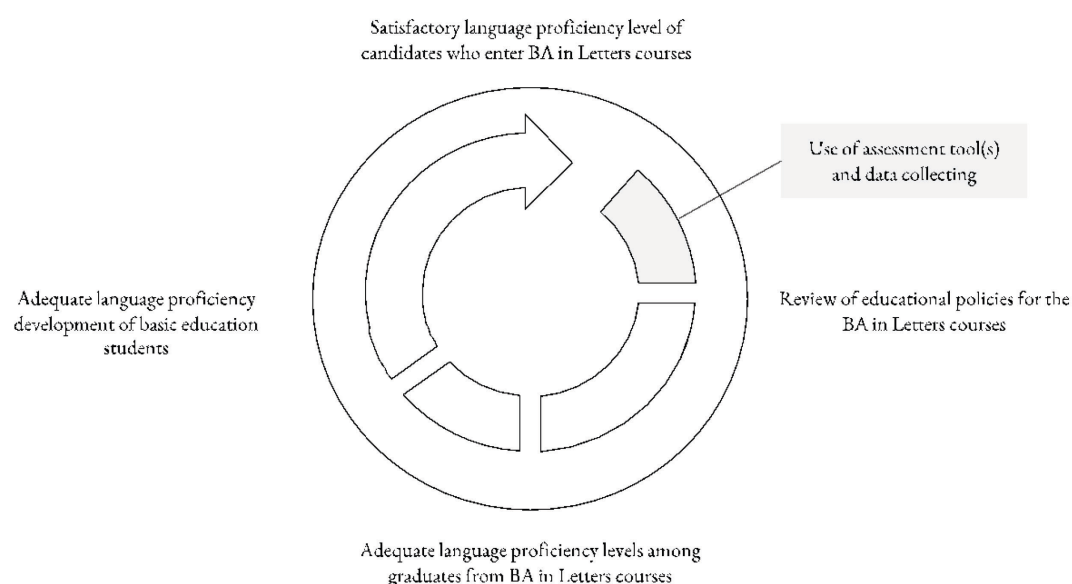 Satisfactory language proficiency level of
candidates who enter BA in Letters courses
Use of assessment tool(s)
and data collecting
Adequate language proficiency
development of basic education
students
Review of educational policies for the
BA in Letters courses
Adequate language proficiency levels among
graduates from BA in Letters courses